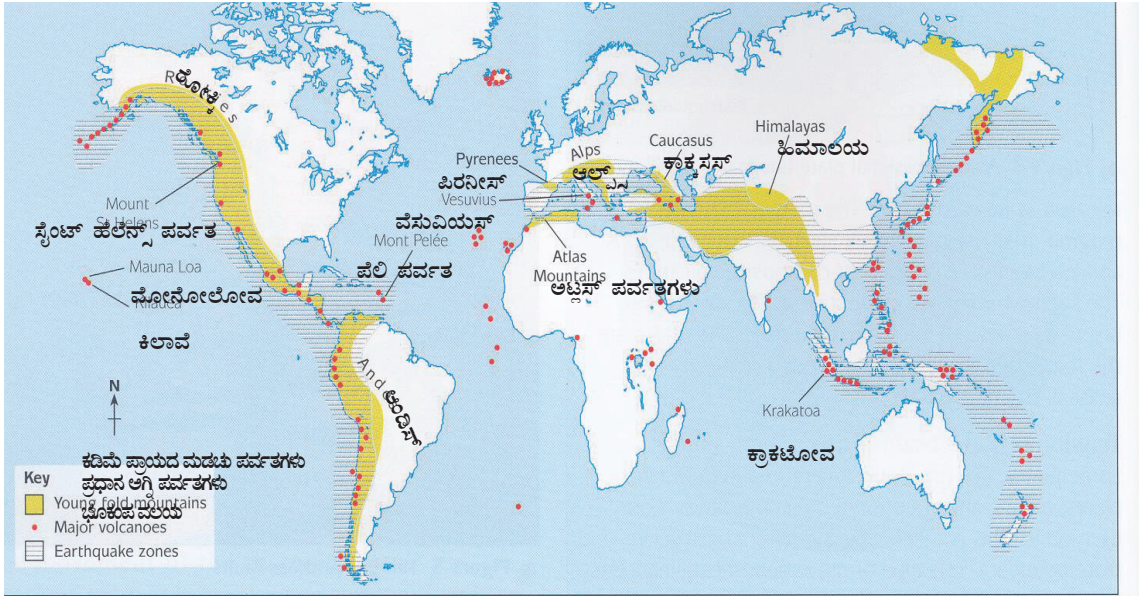 Rockies
ರೋಕ್ಕಿ
Mount
St Helens
ಸೈಂಟ್ ಹೆಲೆನ್ಸ್ ಪರ್ವತ
Mauna Loa
ಮೋನೋಲೋವ
Kilauea
ಕಿಲಾವೆ
N
Pyrenees
ಪಿರನೀಸ್
Vesuvius
ವೆಸುವಿಯಸ್
Mont Pelée
ಪೆಲಿ ಪರ್ವತ
Alps
ಆಲ್ಪ್ಸ್
Caucasus
ಕಾಕ್ಕಸಸ್
Himalayas
ಹಿಮಾಲಯ
Atlas
Mountains
ಅಟ್ಲಸ್ ಪರ್ವತಗಳು
Andes
ಆಂಡಿಸ್
Krakatoa
ಕ್ರಾಕಟೋವ
ಕಡಿಮೆ ಪ್ರಾಯದ ಮಡಚು ಪರ್ವತಗಳು
ಪ್ರಧಾನ ಅಗ್ನಿ ಪರ್ವತಗಳು
ಭೂಕಂಪ ವಲಯ
Key
Young fold mountains
Major volcanoes
Earthquake zones